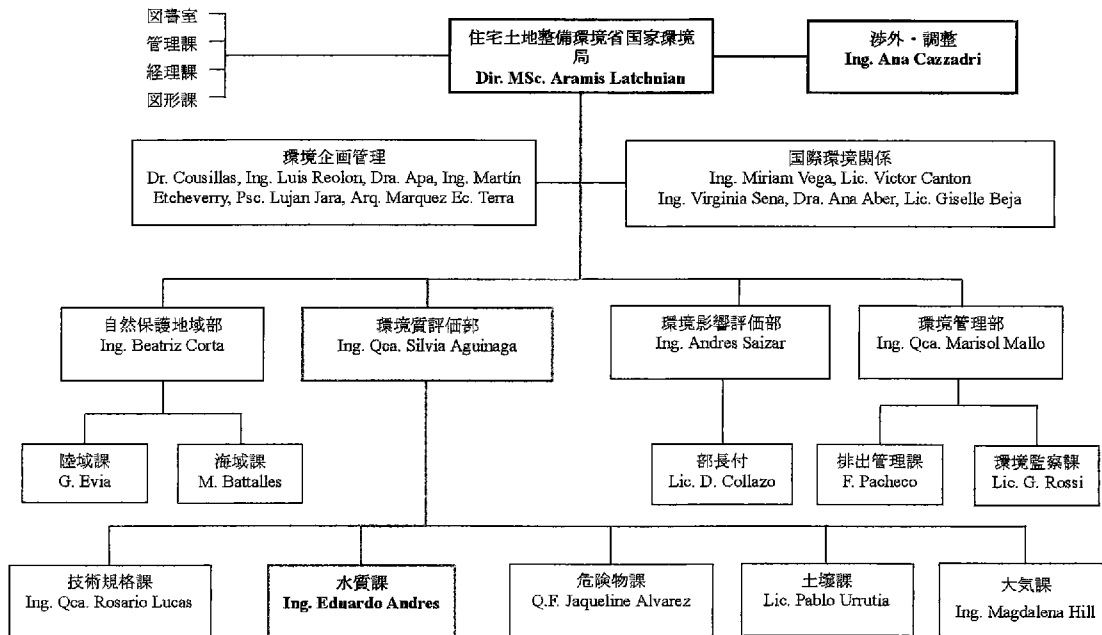 図書室
管理課
経理課
図形課
住宅土地整備環境省国家環境
局
Dir. MSc. Aramis Latchnian
渉外・調整
Ing. Ana Cazzadri
環境企画管理
Dr. Cousillas, Ing. Luis Reolon, Dra. Apa, Ing. Martín
Etcheverry, Psc. Lujan Jara, Arq. Marquez Ec. Terra
国際環境関係
Ing. Miriam Vega, Lic. Victor Canton
Ing. Virginia Sena, Dra. Ana Aber, Lic. Giselle Beja
自然保護地域部
Ing. Beatriz Corta
環境質評価部
Ing. Qca. Silvia Aguinaga
環境影響評価部
Ing. Andres Saizar
環境管理部
Ing. Qca. Marisol Mallo
陸域課
G. Evia
海域課
M. Battalles
部長付
Lic. D. Collazo
排出管理課
F. Pacheco
環境監察課
Lic. G. Rossi
技術規格課
Ing. Qca. Rosario Lucas
水質課
Ing. Eduardo Andres
危険物課
Q.F. Jaqueline Alvarez
土壌課
Lic. Pablo Urrutia
大気課
Ing. Magdalena Hill